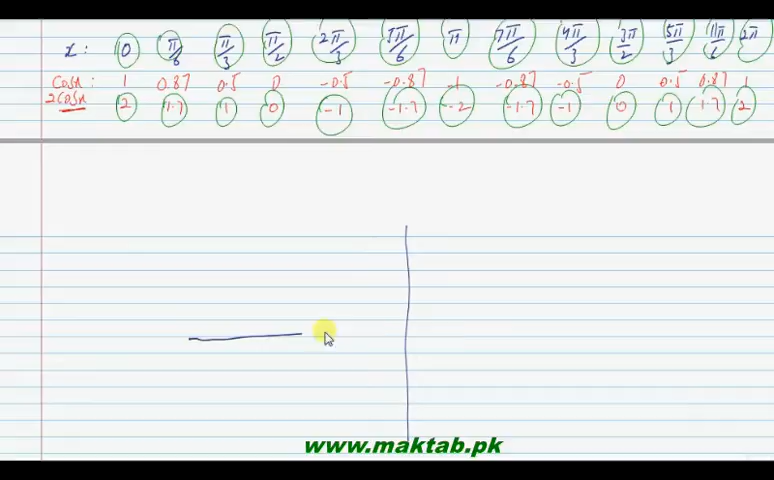 x: 0 π/6 π/3 π/2 2π/3 5π/6 π 7π/6 4π/3 3π/2 5π/3 11π/6 2π
Cosx: 1 0.87 0.5 0 -0.5 -0.87 -1 -0.87 -0.5 0 0.5 0.87 1
2Cosx 2 1.7 1 0 -1 -1.7 -2 -1.7 -1 0 1 1.7 2
www.maktab.pk